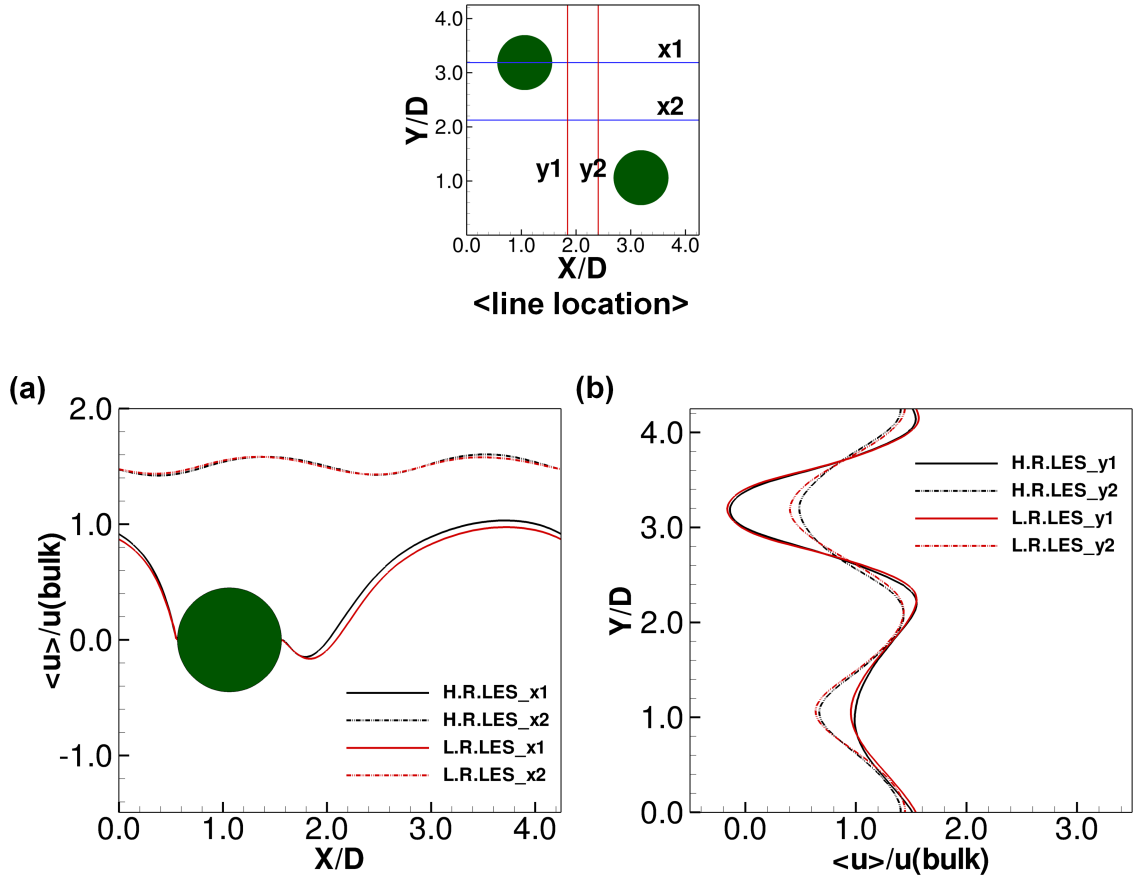 4.0
3.0
2.0
1.0
Y/D
x1
x2
y1
y2
0.0
1.0
2.0
3.0
4.0
X/D
<line location>
(a)
2.0
1.0
0.0
-1.0
<u>/u(bulk)
H.R.LES_x1
H.R.LES_x2
L.R.LES_x1
L.R.LES_x2
0.0
1.0
2.0
3.0
4.0
X/D
(b)
4.0
3.0
2.0
1.0
0.0
Y/D
H.R.LES_y1
H.R.LES_y2
L.R.LES_y1
L.R.LES_y2
0.0
1.0
2.0
3.0
<u>/u(bulk)